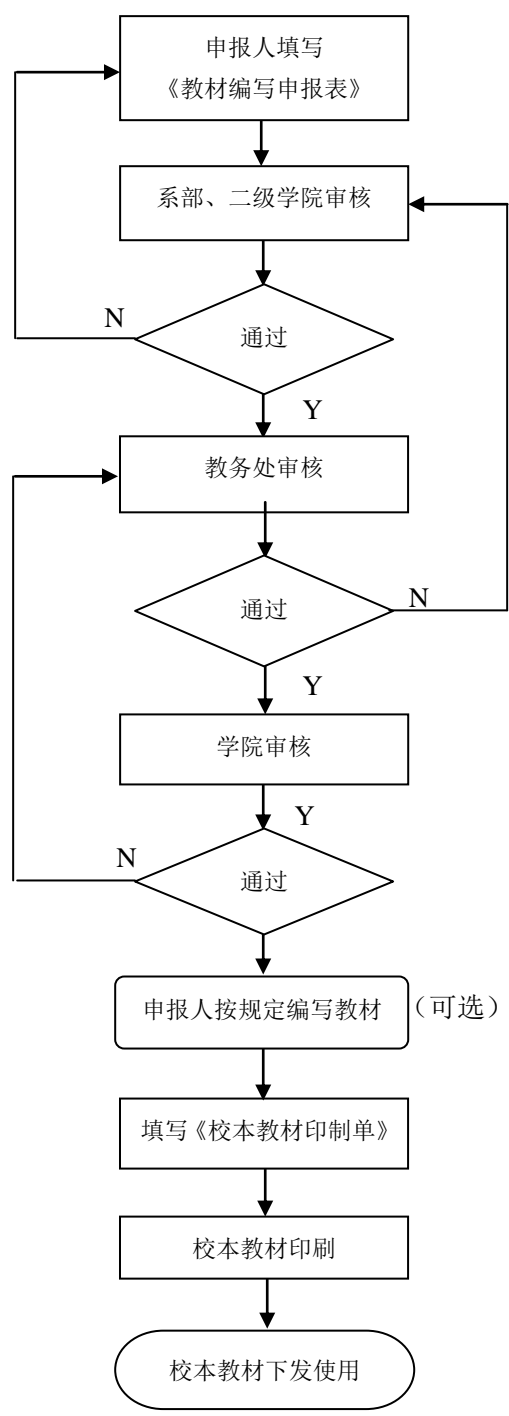 申报人填写
《教材编写申报表》
系部、二级学院审核
N
通过
Y
教务处审核
通过
N
Y
学院审核
Y
N
通过
申报人按规定编写教材
（可选）
填写《校本教材印制单》
校本教材印刷
校本教材下发使用